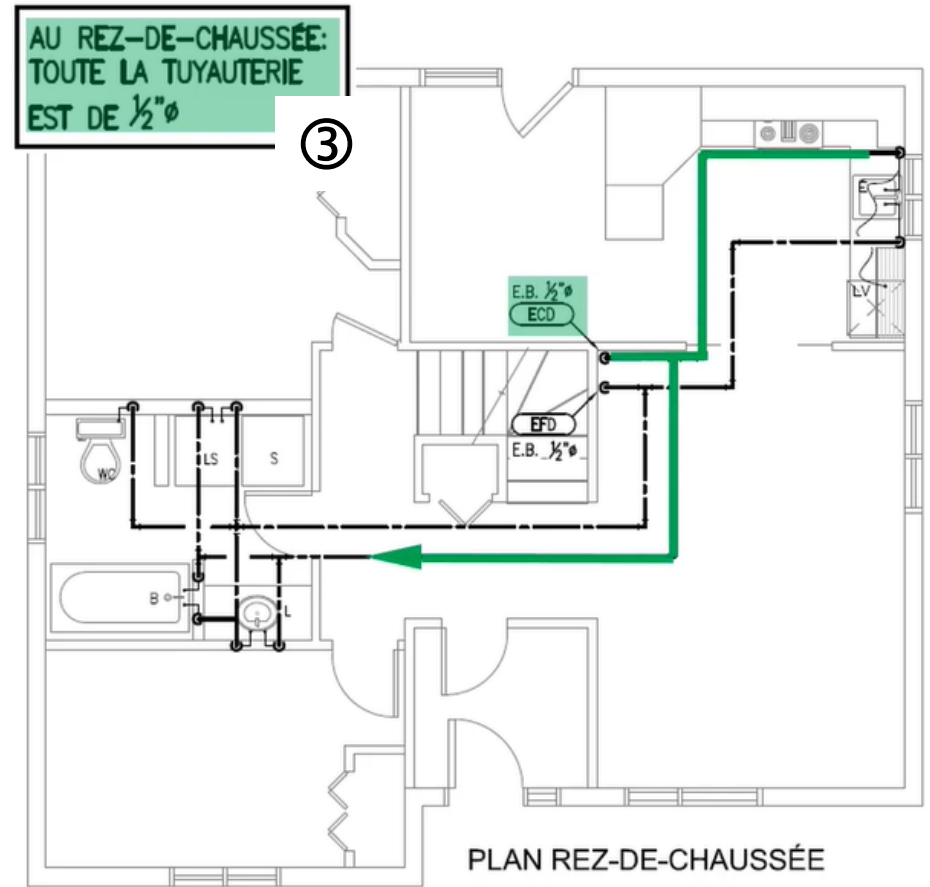 AU REZ-DE-CHAUSSÉE:
TOUTE LA TUYAUTERIE
EST DE ½"ø
③
E
E.B. ½"ø
ECD
LV
EFD
E.B. ½"ø
WC
LS
S
B
L
PLAN REZ-DE-CHAUSSÉE